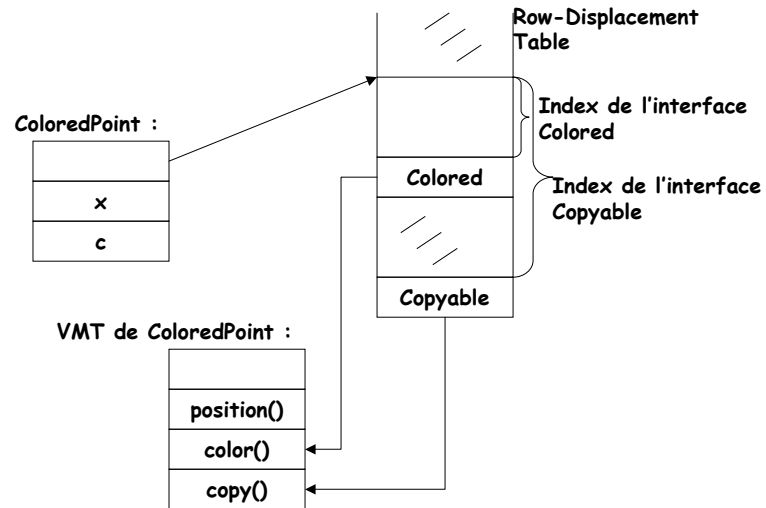 Row-Displacement
Table
ColoredPoint :
x
c
Index de l'interface
Colored
Colored
Index de l'interface
Copyable
Copyable
VMT de ColoredPoint :
position()
color()
copy()